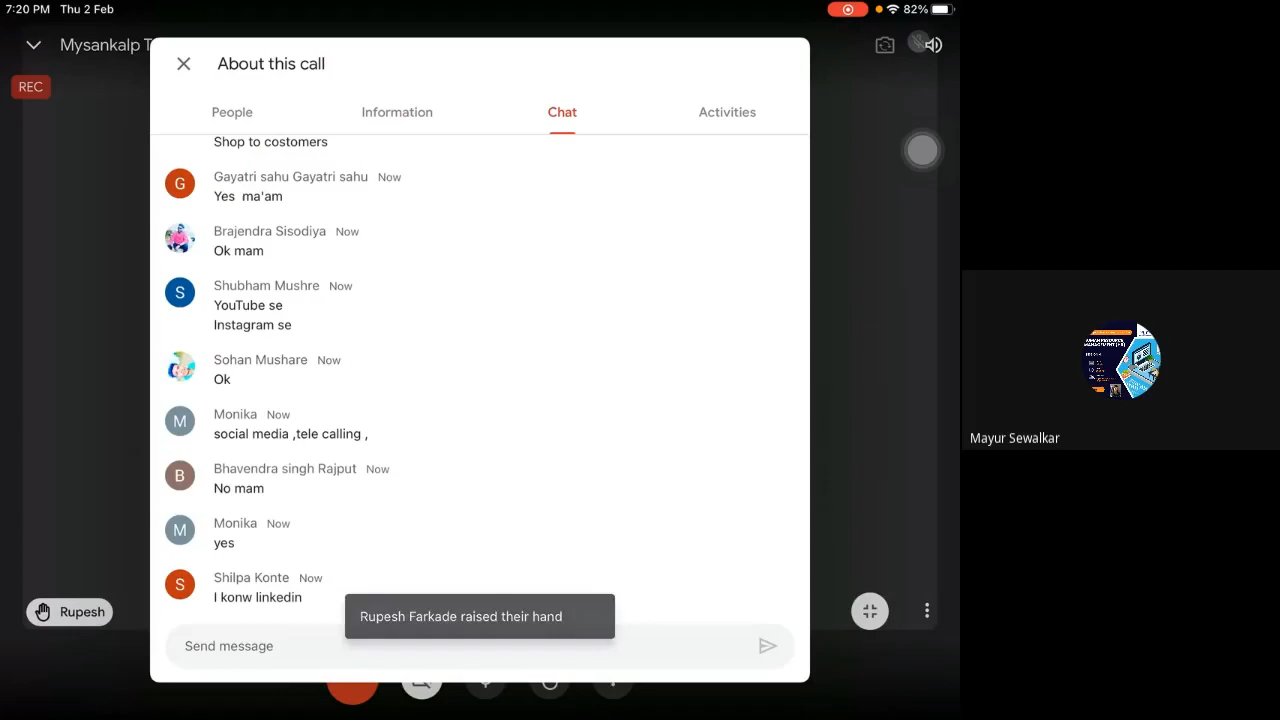 7:20 PM Thu 2 Feb
82%
Mysankalp T
REC
About this call
People
Information
Chat
Activities
Shop to costomers
G
Gayatri sahu Gayatri sahu Now
Yes ma'am
Brajendra Sisodiya Now
Ok mam
S
Shubham Mushre Now
YouTube se
Instagram se
Sohan Mushare Now
Ok
M
Monika Now
social media ,tele calling ,
B
Bhavendra singh Rajput Now
No mam
M
Monika Now
yes
S
Shilpa Konte Now
I konw linkedin
Rupesh Farkade raised their hand
Rupesh
Send message
Mayur Sewalkar